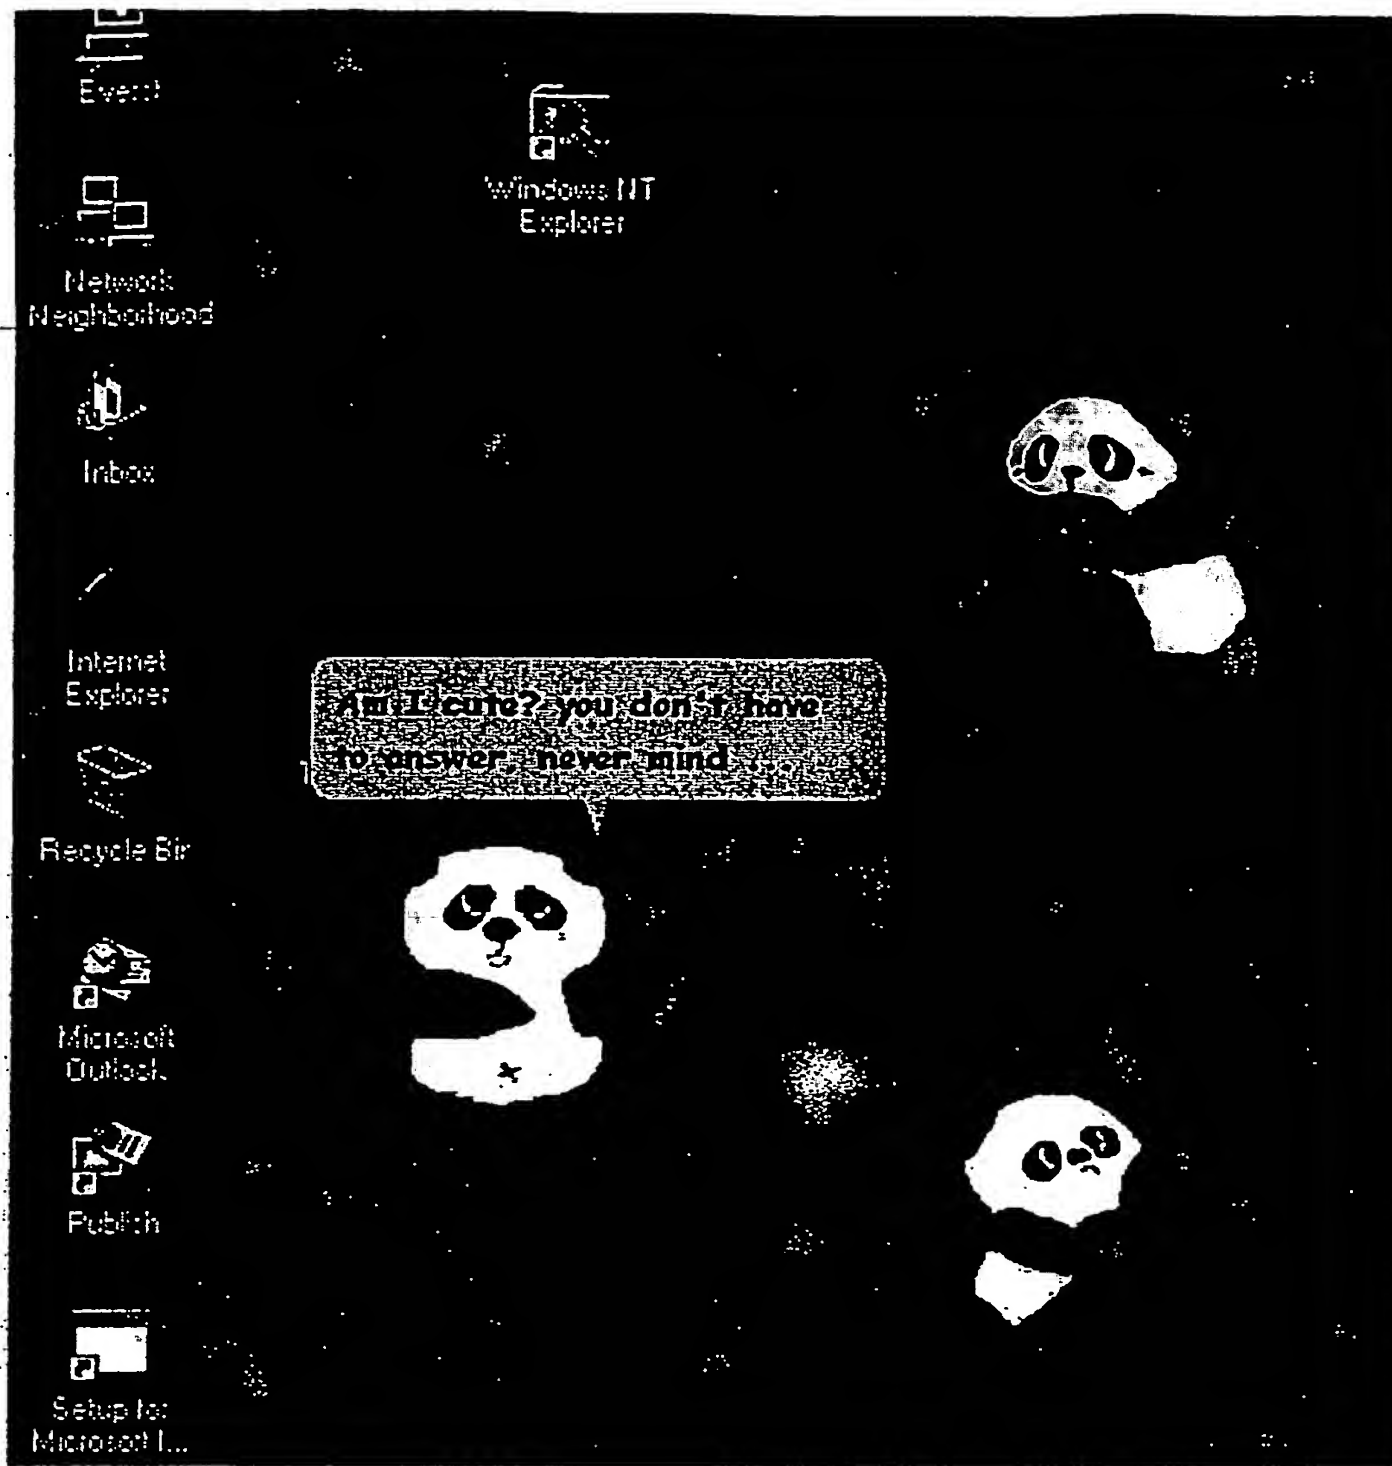 Windows NT
Explorer
Network
Neighborhood
Inbox
Internet
Explorer
Am I cute? you don't have
to answer, never mind ...
Recycle Bin
Microsoft
Outlook
Publish
Setup for
Microsoft I...